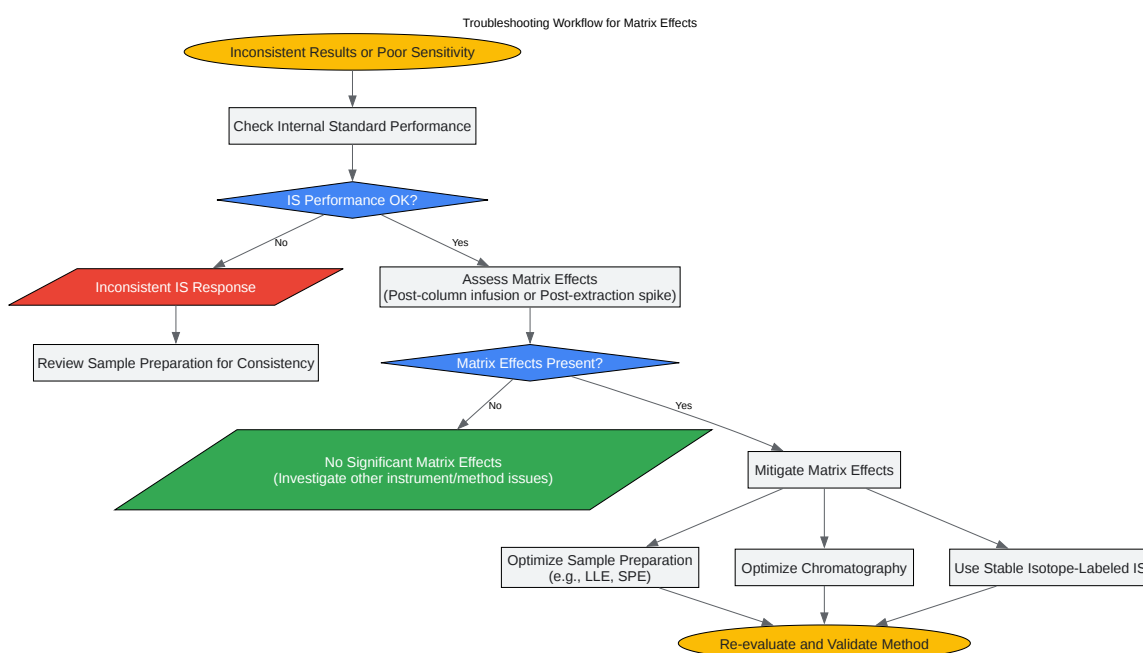 Troubleshooting Workflow for Matrix Effects
Inconsistent Results or Poor Sensitivity
Check Internal Standard Performance
IS Performance OK?
No
Yes
Inconsistent IS Response
Assess Matrix Effects
(Post-column infusion or Post-extraction spike)
Review Sample Preparation for Consistency
Matrix Effects Present?
No
Yes
No Significant Matrix Effects
(Investigate other instrument/method issues)
Mitigate Matrix Effects
Optimize Sample Preparation
(e.g., LLE, SPE)
Optimize Chromatography
Use Stable Isotope-Labeled IS
Re-evaluate and Validate Method